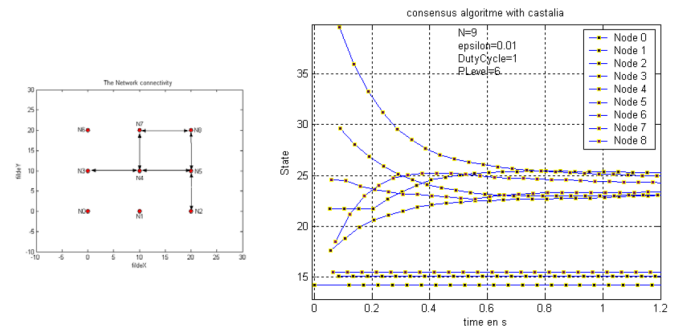 The Network connectivity
30
25
20
15
10
5
0
-5
-10
-10 -5 0 5 10 15 20 25 30
fildeX
fildeY
N6
N7
N8
N3
N4
N5
N0
N1
N2
consensus algoritme with castalia
N=9
epsilon=0.01
DutyCycle=1
PLevel=6
Node 0
Node 1
Node 2
Node 3
Node 4
Node 5
Node 6
Node 7
Node 8
State
35
30
25
20
15
0 0.2 0.4 0.6 0.8 1.0 1.2
time en s